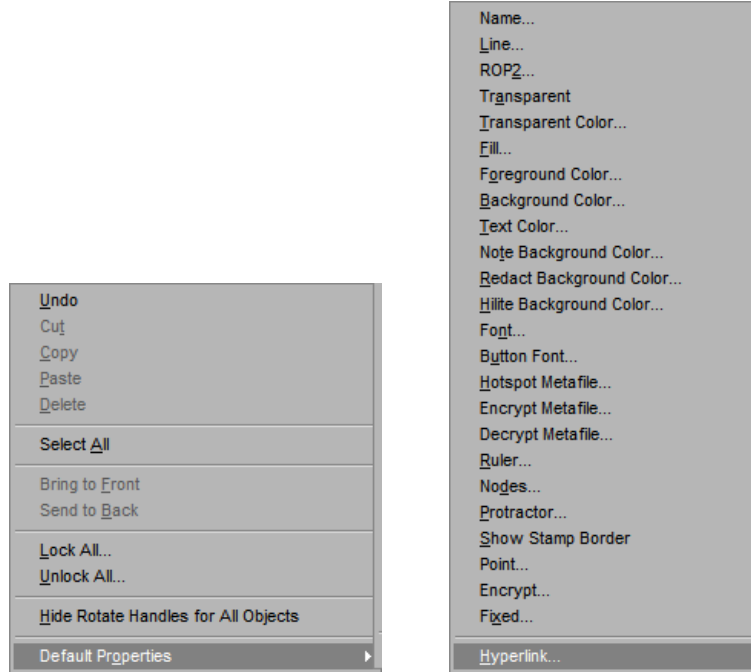 Undo
Cut
Copy
Paste
Delete
Select All
Bring to Front
Send to Back
Lock All...
Unlock All...
Hide Rotate Handles for All Objects
Default Properties
Name...
Line...
ROP2...
Transparent
Transparent Color...
Fill...
Foreground Color...
Background Color...
Text Color...
Note Background Color...
Redact Background Color...
Hilite Background Color...
Font...
Button Font...
Hotspot Metafile...
Encrypt Metafile...
Decrypt Metafile...
Ruler...
Nodes...
Protractor...
Show Stamp Border
Point...
Encrypt...
Fixed...
Hyperlink...